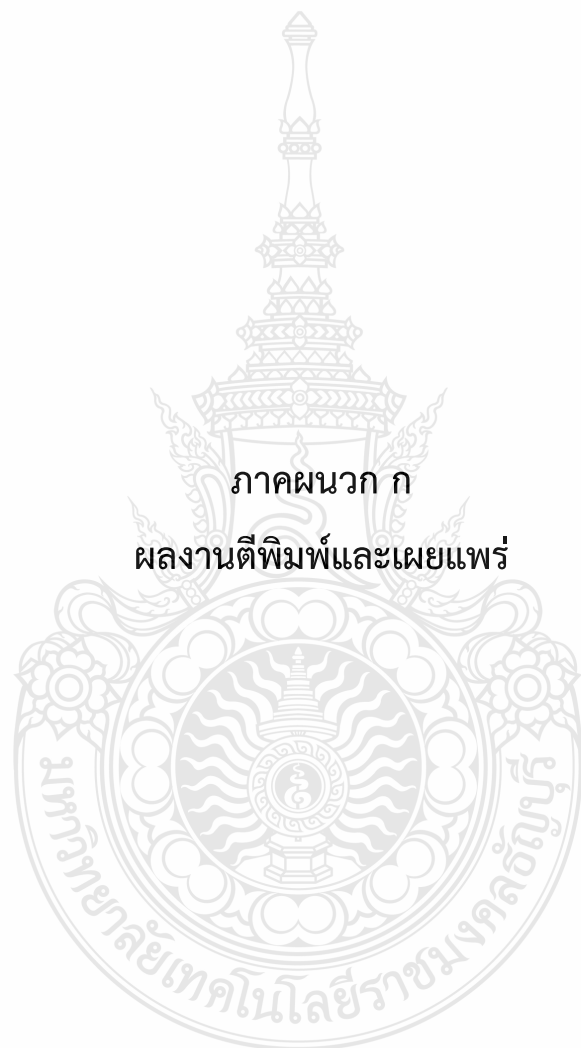 ภาคผนวก ก
ผลงานตีพิมพ์และเผยแพร่
มหาวิทยาลัยเทคโนโลยีราชมงคลธัญบุรี